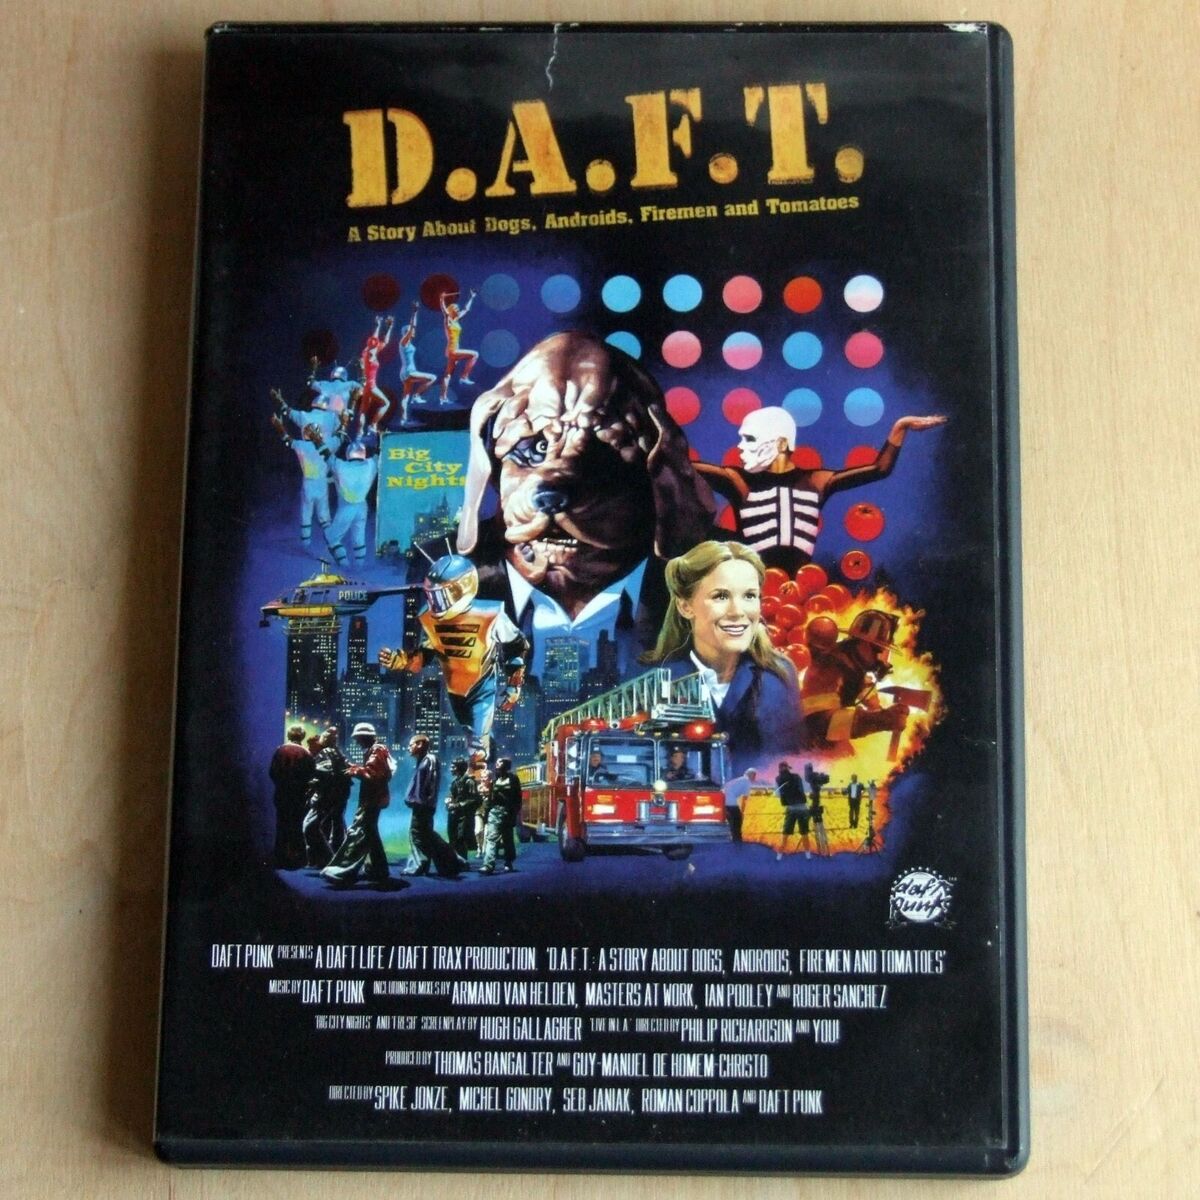 D.A.F.T.
A Story About Dogs, Androids, Firemen and Tomatoes
Big
City
Nights
POLICE
daft
punk
DAFT PUNK PRESENTS A DAFT LIFE / DAFT TRAX PRODUCTION 'D.A.F.T.: A STORY ABOUT DOGS, ANDROIDS, FIREMEN AND TOMATOES'
MUSIC BY DAFT PUNK INCLUDING REMIXES BY ARMAND VAN HELDEN, MASTERS AT WORK, IAN POOLEY AND ROGER SANCHEZ
'BIG CITY NIGHTS' AND 'FRESH' SCREENPLAY BY HUGH GALLAGHER 'LIVE IN L.A.' DIRECTED BY PHILIP RICHARDSON AND YOU!
PRODUCED BY THOMAS BANGALTER AND GUY-MANUEL DE HOMEM-CHRISTO
DIRECTED BY SPIKE JONZE, MICHEL GONDRY, SEB JANIAK, ROMAN COPPOLA AND DAFT PUNK